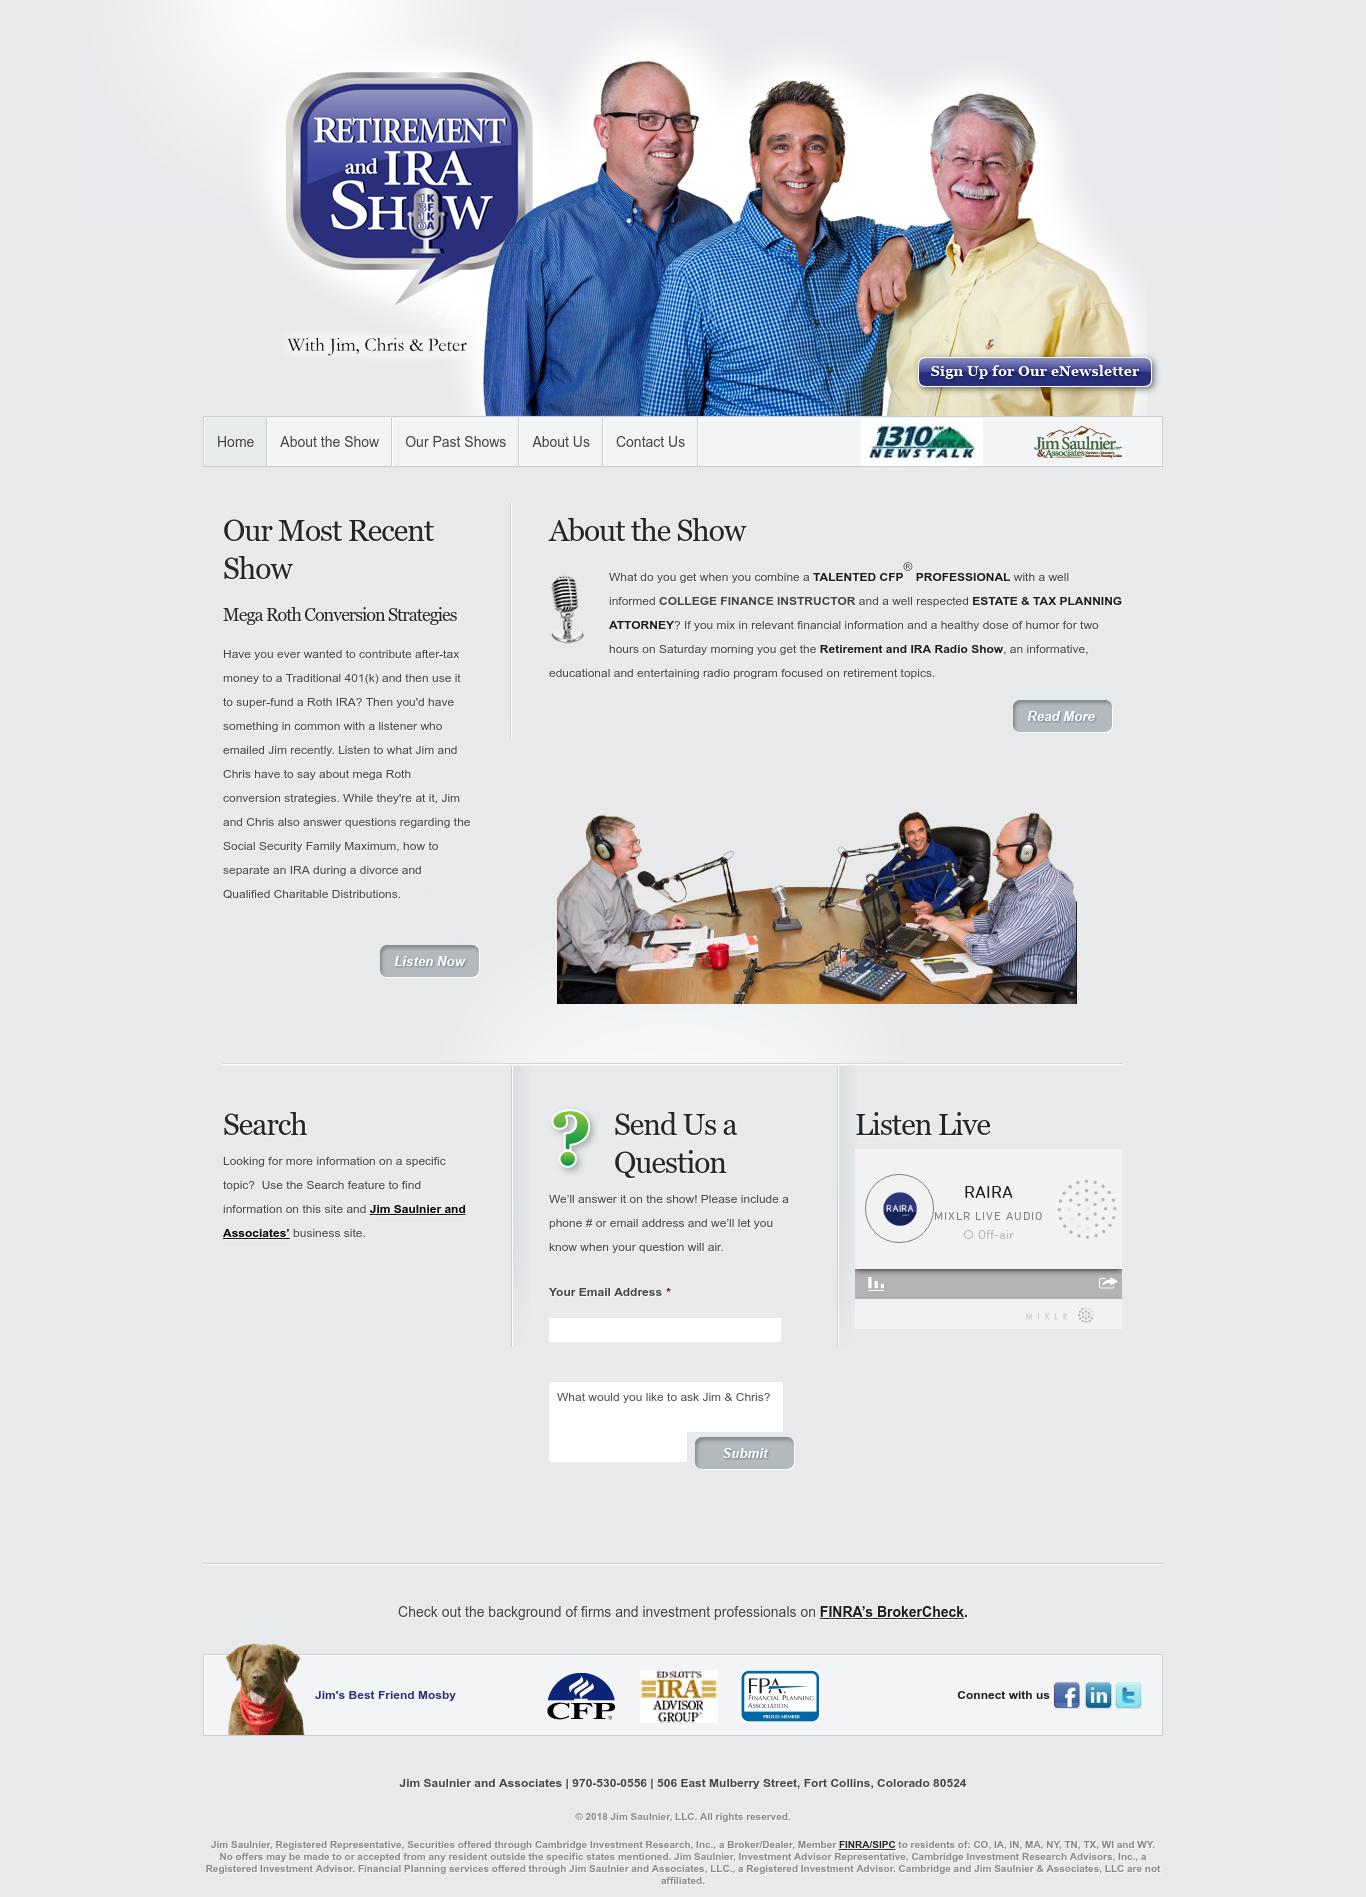 RETIREMENT
and IRA
SHOW
KFKA
1310
With Jim, Chris & Peter
Sign Up for Our eNewsletter
Home
About the Show
Our Past Shows
About Us
Contact Us
1310 AM KFKA
NEWSTALK
Jim Saulnier
& Associates
Our Most Recent
Show
Mega Roth Conversion Strategies
Have you ever wanted to contribute after-tax
money to a Traditional 401(k) and then use it
to super-fund a Roth IRA? Then you'd have
something in common with a listener who
emailed Jim recently. Listen to what Jim and
Chris have to say about mega Roth
conversion strategies. While they're at it, Jim
and Chris also answer questions regarding the
Social Security Family Maximum, how to
separate an IRA during a divorce and
Qualified Charitable Distributions.
Listen Now
About the Show
What do you get when you combine a TALENTED CFP® PROFESSIONAL with a well
informed COLLEGE FINANCE INSTRUCTOR and a well respected ESTATE & TAX PLANNING
ATTORNEY? If you mix in relevant financial information and a healthy dose of humor for two
hours on Saturday morning you get the Retirement and IRA Radio Show, an informative,
educational and entertaining radio program focused on retirement topics.
Read More
Search
Looking for more information on a specific
topic?  Use the Search feature to find
information on this site and Jim Saulnier and
Associates' business site.
Send Us a
Question
We'll answer it on the show! Please include a
phone # or email address and we'll let you
know when your question will air.
Your Email Address *
What would you like to ask Jim & Chris?
Submit
Listen Live
RAIRA
RAIRA
MIXLR LIVE AUDIO
Off-air
MIXLR
Check out the background of firms and investment professionals on FINRA's BrokerCheck.
Jim's Best Friend Mosby
CFP®
ED SLOTT'S
IRA
ADVISOR
GROUP
FPA
FINANCIAL PLANNING
ASSOCIATION
PROUD MEMBER
Connect with us
Jim Saulnier and Associates | 970-530-0556 | 506 East Mulberry Street, Fort Collins, Colorado 80524
© 2018 Jim Saulnier, LLC. All rights reserved.
Jim Saulnier, Registered Representative, Securities offered through Cambridge Investment Research, Inc., a Broker/Dealer, Member FINRA/SIPC to residents of: CO, IA, IN, MA, NY, TN, TX, WI and WY.
No offers may be made to or accepted from any resident outside the specific states mentioned. Jim Saulnier, Investment Advisor Representative, Cambridge Investment Research Advisors, Inc., a
Registered Investment Advisor. Financial Planning services offered through Jim Saulnier and Associates, LLC., a Registered Investment Advisor. Cambridge and Jim Saulnier & Associates, LLC are not
affiliated.